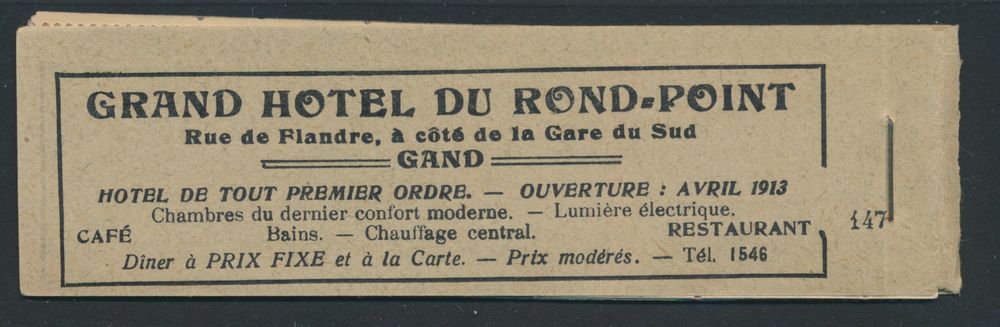 GRAND HOTEL DU ROND-POINT
Rue de Flandre, à côté de la Gare du Sud
GAND
HOTEL DE TOUT PREMIER ORDRE. — OUVERTURE : AVRIL 1913
Chambres du dernier confort moderne. — Lumière électrique.
CAFÉ Bains. — Chauffage central. RESTAURANT
Dîner à PRIX FIXE et à la Carte. — Prix modérés. — Tél. 1546
147